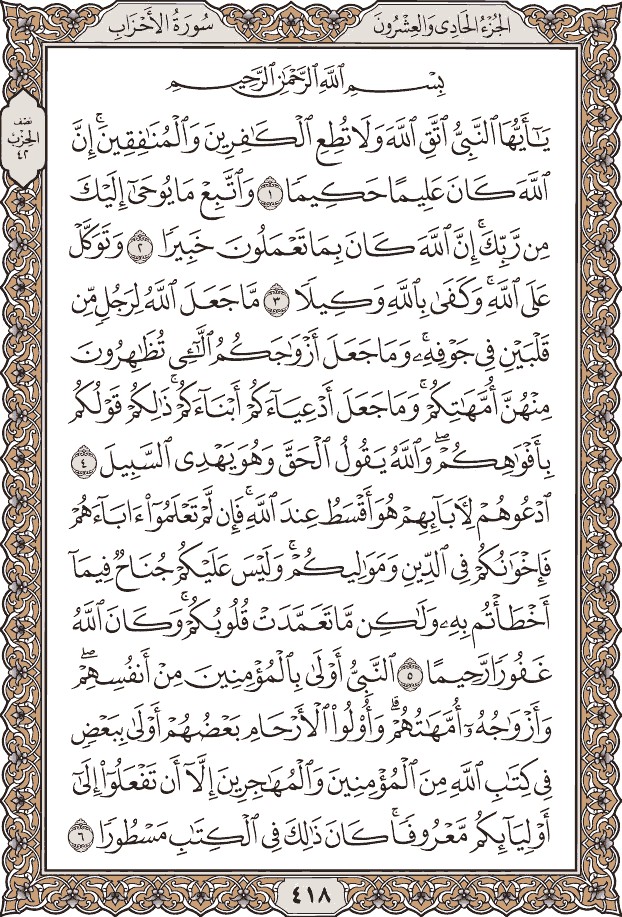 سُورَةُ الأَحْزَابِ
الجُزْءُ الحَادِى وَالعِشْرُونَ
نصف
الحزب
٤٢
بِسْمِ اللَّهِ الرَّحْمَٰنِ الرَّحِيمِ
يَٰٓأَيُّهَا ٱلنَّبِىُّ ٱتَّقِ ٱللَّهَ وَلَا تُطِعِ ٱلْكَٰفِرِينَ وَٱلْمُنَٰفِقِينَۚ إِنَّ
ٱللَّهَ كَانَ عَلِيمًا حَكِيمًا ١ وَٱتَّبِعْ مَا يُوحَىٰٓ إِلَيْكَ
مِن رَّبِّكَۚ إِنَّ ٱللَّهَ كَانَ بِمَا تَعْمَلُونَ خَبِيرًا ٢ وَتَوَكَّلْ
عَلَى ٱللَّهِۚ وَكَفَىٰ بِٱللَّهِ وَكِيلًا ٣ مَّا جَعَلَ ٱللَّهُ لِرَجُلٍ مِّن
قَلْبَيْنِ فِى جَوْفِهِۦۚ وَمَا جَعَلَ أَزْوَٰجَكُمُ ٱلَّٰٓـِٔى تُظَٰهِرُونَ
مِنْهُنَّ أُمَّهَٰتِكُمْۚ وَمَا جَعَلَ أَدْعِيَآءَكُمْ أَبْنَآءَكُمْۚ ذَٰلِكُمْ قَوْلُكُم
بِأَفْوَٰهِكُمْۖ وَٱللَّهُ يَقُولُ ٱلْحَقَّ وَهُوَ يَهْدِى ٱلسَّبِيلَ ٤
ٱدْعُوهُمْ لِءَابَآئِهِمْ هُوَ أَقْسَطُ عِندَ ٱللَّهِۚ فَإِن لَّمْ تَعْلَمُوٓا۟ ءَابَآءَهُمْ
فَإِخْوَٰنُكُمْ فِى ٱلدِّينِ وَمَوَٰلِيكُمْۚ وَلَيْسَ عَلَيْكُمْ جُنَاحٌ فِيمَآ
أَخْطَأْتُم بِهِۦ وَلَٰكِن مَّا تَعَمَّدَتْ قُلُوبُكُمْۚ وَكَانَ ٱللَّهُ
غَفُورًا رَّحِيمًا ٥ ٱلنَّبِىُّ أَوْلَىٰ بِٱلْمُؤْمِنِينَ مِنْ أَنفُسِهِمْۖ
وَأَزْوَٰجُهُۥٓ أُمَّهَٰتُهُمْۗ وَأُو۟لُوا۟ ٱلْأَرْحَامِ بَعْضُهُمْ أَوْلَىٰ بِبَعْضٍ
فِى كِتَٰبِ ٱللَّهِ مِنَ ٱلْمُؤْمِنِينَ وَٱلْمُهَٰجِرِينَ إِلَّآ أَن تَفْعَلُوٓا۟ إِلَىٰٓ
أَوْلِيَآئِكُم مَّعْرُوفًاۚ كَانَ ذَٰلِكَ فِى ٱلْكِتَٰبِ مَسْطُورًا ٦
٤١٨